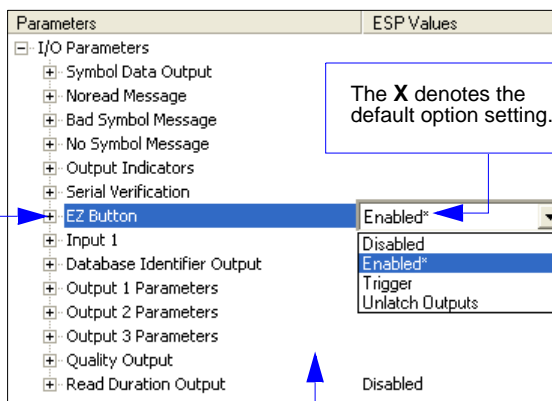 Parameters ESP Values
I/O Parameters
Symbol Data Output
Noread Message
The X denotes the
default option setting.
Bad Symbol Message
No Symbol Message
Output Indicators
Serial Verification
EZ Button Enabled*
Input 1 Disabled
Database Identifier Output Enabled*
Output 1 Parameters Trigger
Unlatch Outputs
Output 2 Parameters
Output 3 Parameters
Quality Output
Read Duration Output Disabled